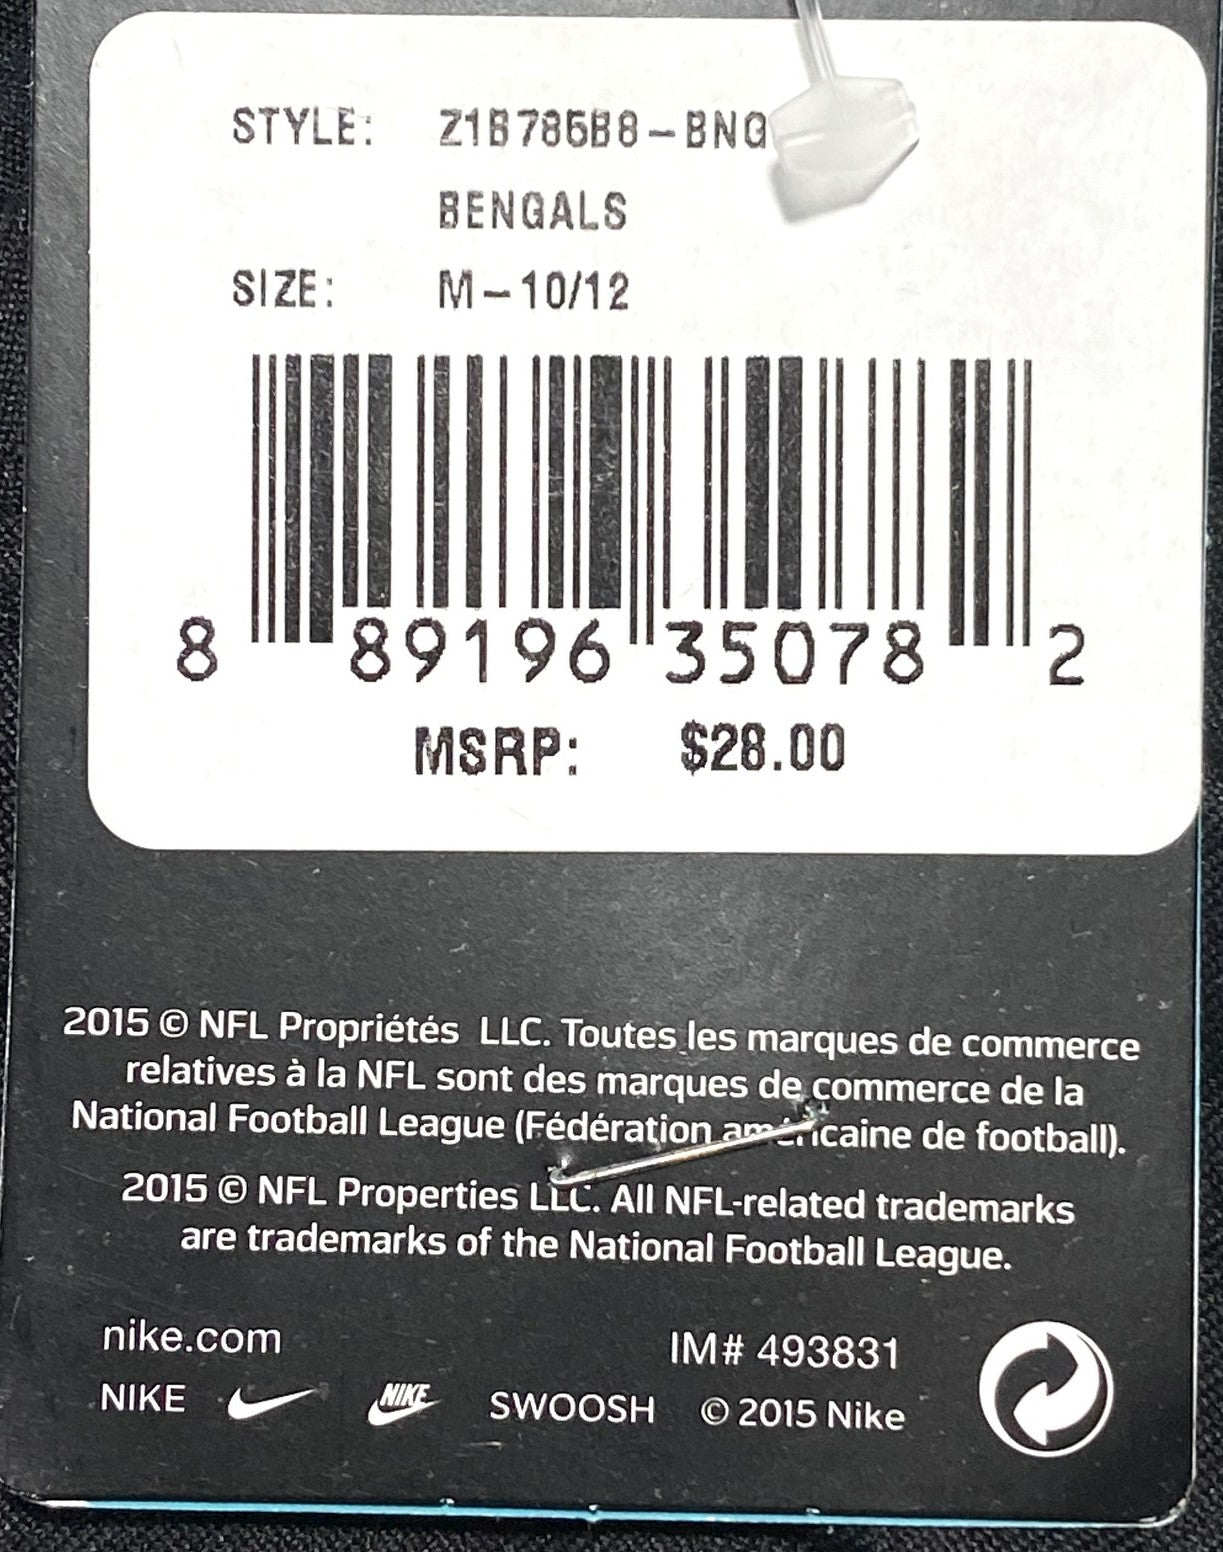 STYLE: Z1B786B8-BNG
BENGALS
SIZE: M-10/12
8 89196 35078 2
MSRP: $28.00
2015 © NFL Propriétés LLC. Toutes les marques de commerce
relatives à la NFL sont des marques de commerce de la
National Football League (Fédération américaine de football).
2015 © NFL Properties LLC. All NFL-related trademarks
are trademarks of the National Football League.
nike.com IM# 493831
NIKE NIKE SWOOSH © 2015 Nike